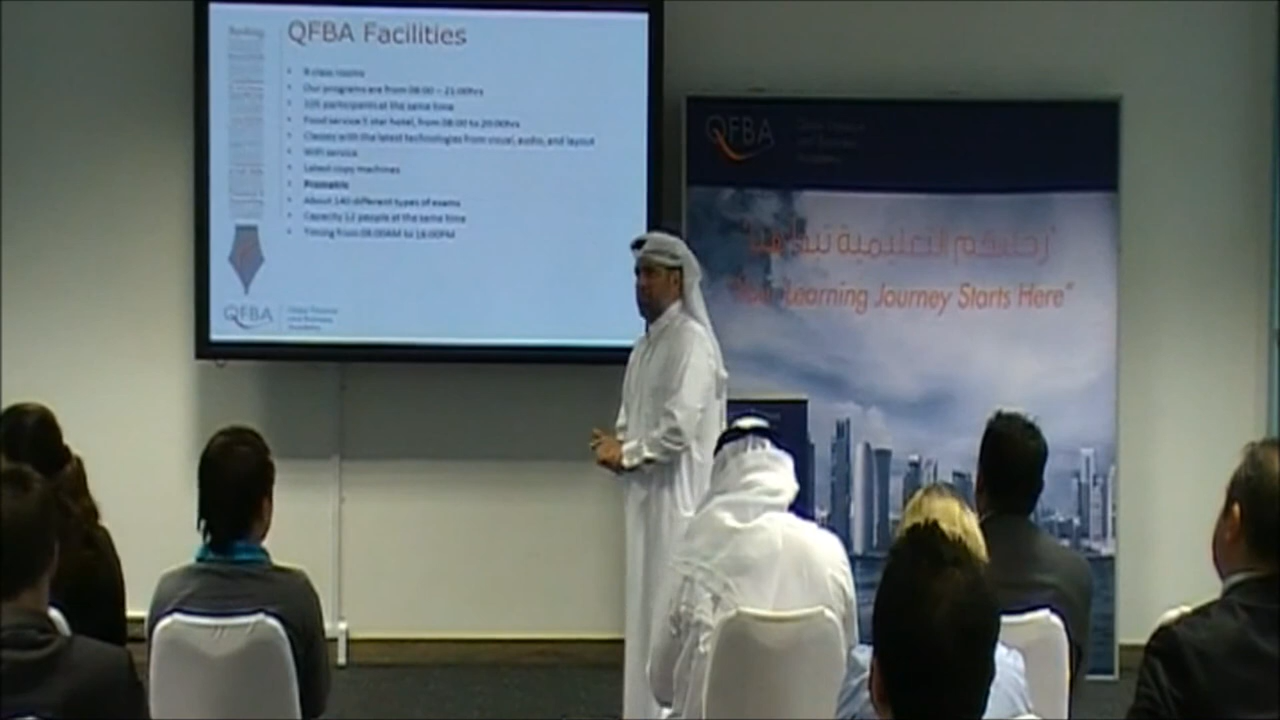 QFBA Facilities
9 class rooms
Our programs are from 08:00 – 21:00hrs
105 participants at the same time
Food service 5 star hotel, from 08:00 to 20:00hrs
Classes with the latest technologies from visual, audio, and layout
WiFi service
Latest copy machines
Prometric
About 140 different types of exams
Capacity 12 people at the same time
Timing from 08:00AM to 18:00PM
QFBA
QFBA
"رحلتكم التعليمية تبدأ هنا"
"Your Learning Journey Starts Here"